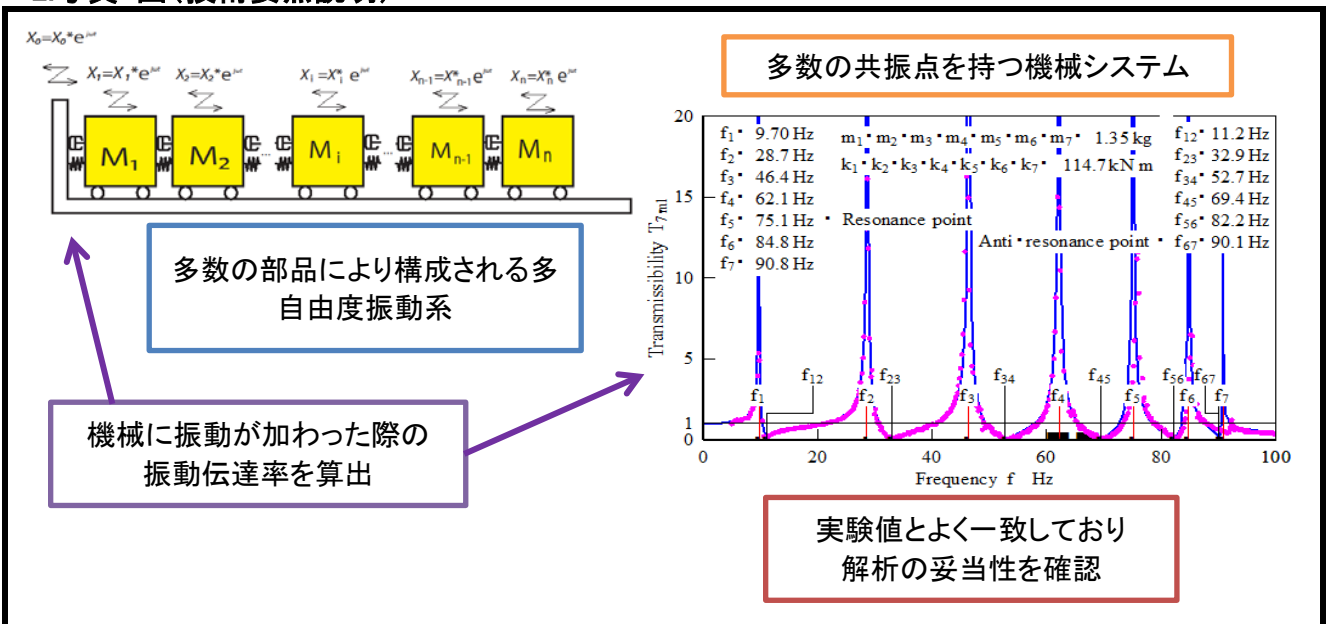 X₀=X₀*eʲʷᵗ
X₁=X₁*eʲʷᵗ X₂=X₂*eʲʷᵗ Xᵢ=X*ᵢ eʲʷᵗ Xₙ₋₁=X*ₙ₋₁eʲʷᵗ Xₙ=X*ₙ eʲʷᵗ
M₁ M₂ ... Mᵢ ... Mₙ₋₁ Mₙ
多数の部品により構成される多
自由度振動系
機械に振動が加わった際の
振動伝達率を算出
多数の共振点を持つ機械システム
20
15
10
5
1
0
Transmissibility T₇ₘ₁
f₁・ 9.70 Hz
f₂・ 28.7 Hz
f₃・ 46.4 Hz
f₄・ 62.1 Hz
f₅・ 75.1 Hz
f₆・ 84.8 Hz
f₇・ 90.8 Hz
m₁・m₂・m₃・m₄・m₅・m₆・m₇・ 1.35 kg
k₁・k₂・k₃・k₄・k₅・k₆・k₇・ 114.7 kN m
・ Resonance point
Anti・resonance point ・
f₁₂・ 11.2 Hz
f₂₃・ 32.9 Hz
f₃₄・ 52.7 Hz
f₄₅・ 69.4 Hz
f₅₆・ 82.2 Hz
f₆₇・ 90.1 Hz
f₁₂ f₂₃ f₃₄ f₄₅ f₅₆ f₆₇
f₁ f₂ f₃ f₄ f₅ f₆ f₇
0 20 40 60 80 100
Frequency f Hz
実験値とよく一致しており
解析の妥当性を確認